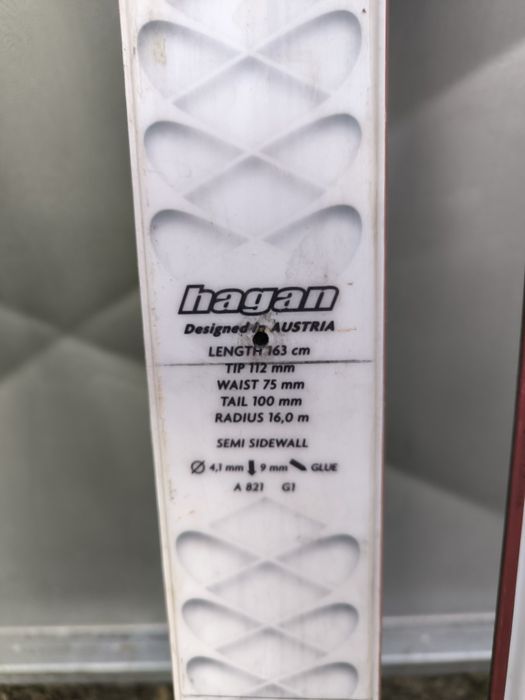 hagan
Designed in AUSTRIA
LENGTH 163 cm
TIP 112 mm
WAIST 75 mm
TAIL 100 mm
RADIUS 16,0 m
SEMI SIDEWALL
Ø 4,1 mm 9 mm GLUE
A 821 G1